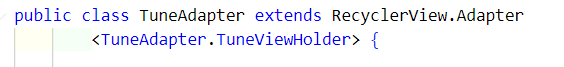 public class TuneAdapter extends RecyclerView.Adapter
<TuneAdapter.TuneViewHolder> {